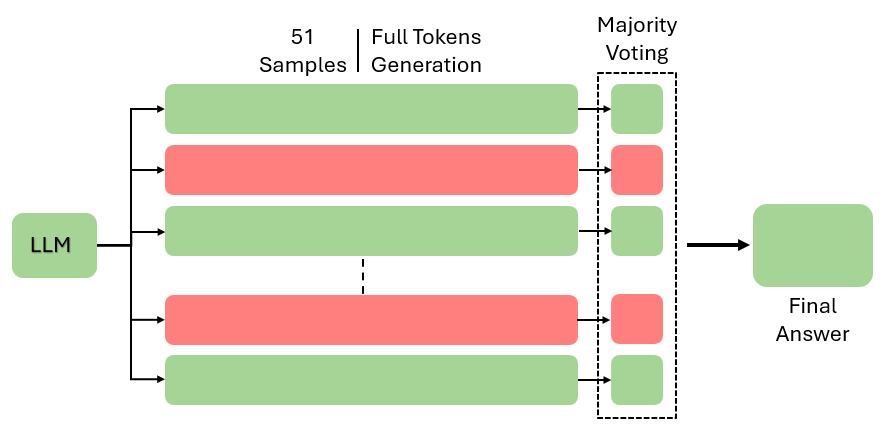 51
Samples
Full Tokens
Generation
Majority
Voting
LLM
Final
Answer